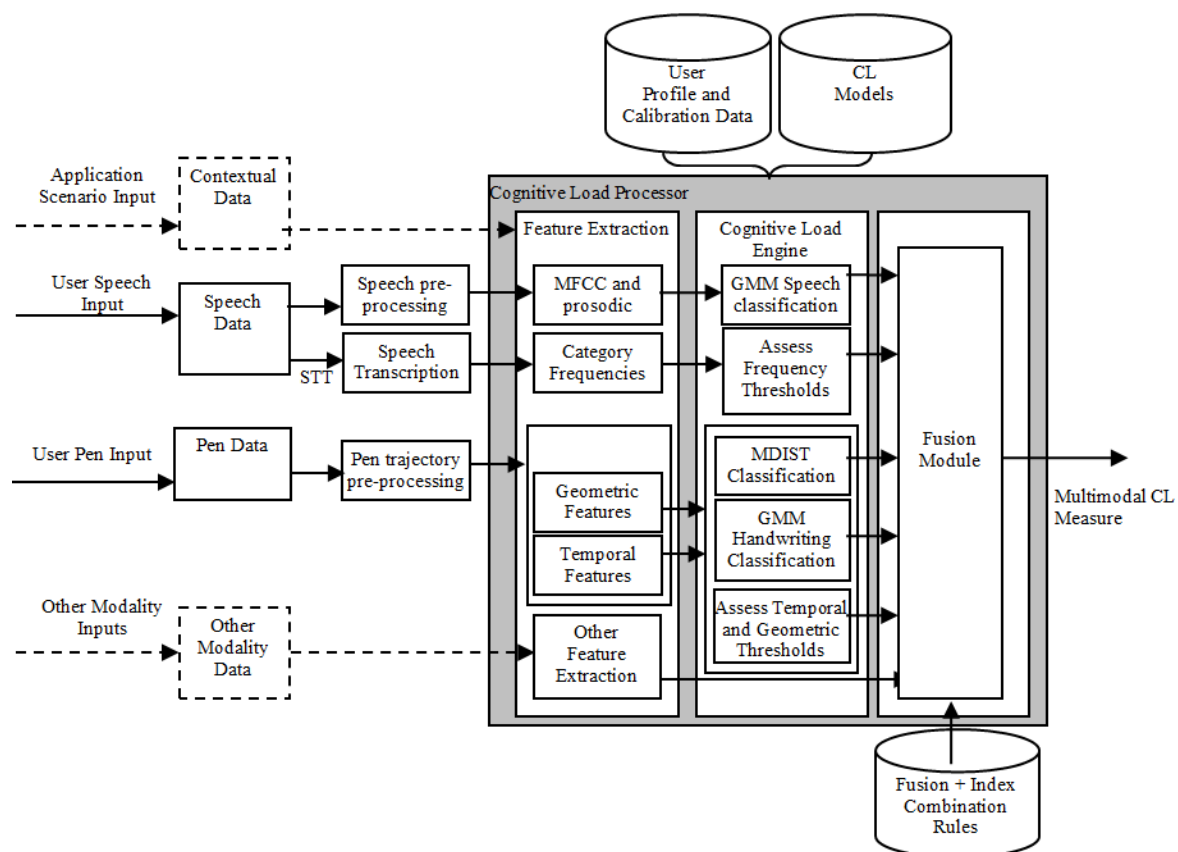 User
Profile and
Calibration Data
CL
Models
Application
Scenario Input
Contextual
Data
Cognitive Load Processor
Feature Extraction
Cognitive Load
Engine
User Speech
Input
Speech
Data
Speech pre-
processing
MFCC and
prosodic
GMM Speech
classification
STT
Speech
Transcription
Category
Frequencies
Assess
Frequency
Thresholds
User Pen Input
Pen Data
Pen trajectory
pre-processing
Geometric
Features
Temporal
Features
MDIST
Classification
GMM
Handwriting
Classification
Assess Temporal
and Geometric
Thresholds
Fusion
Module
Multimodal CL
Measure
Other Modality
Inputs
Other
Modality
Data
Other
Feature
Extraction
Fusion + Index
Combination
Rules